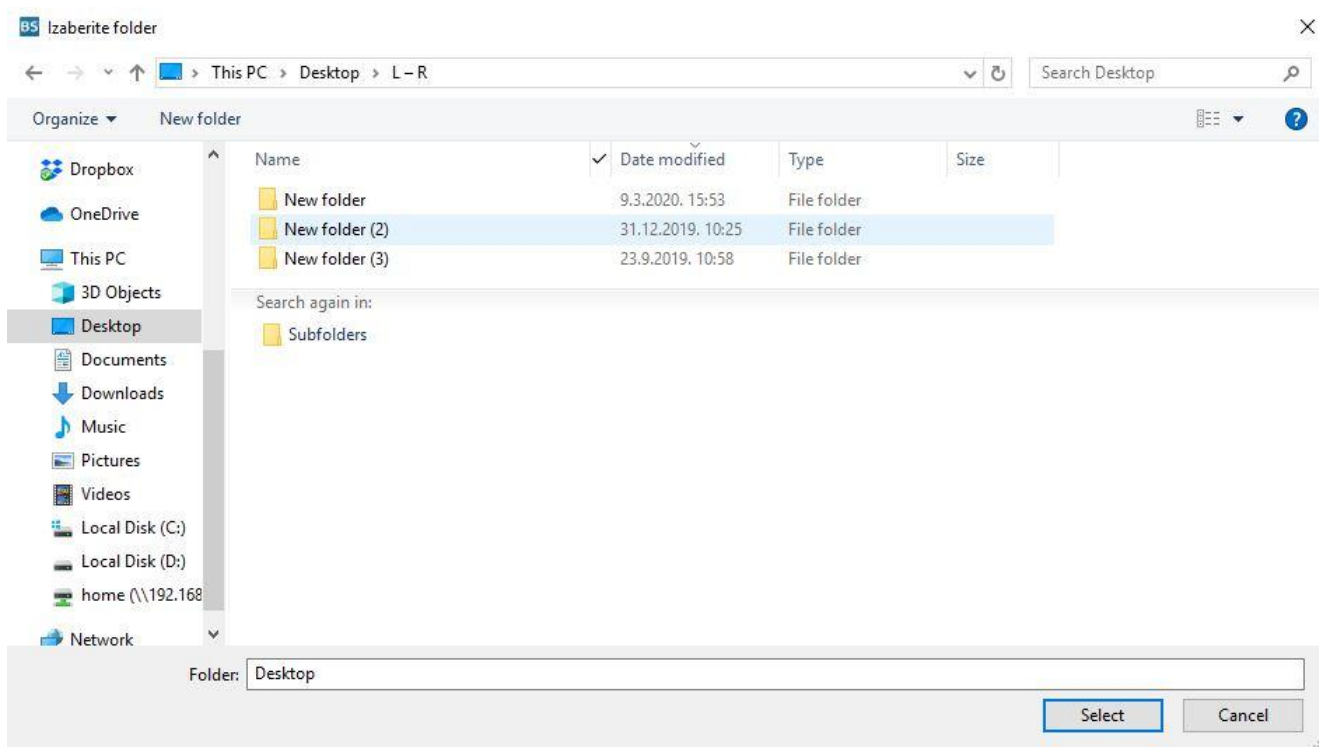 BS Izaberite folder
This PC > Desktop > L – R
Search Desktop
Organize New folder
Dropbox
OneDrive
This PC
3D Objects
Desktop
Documents
Downloads
Music
Pictures
Videos
Local Disk (C:)
Local Disk (D:)
home (\\192.168
Network
Name Date modified Type Size
New folder 9.3.2020. 15:53 File folder
New folder (2) 31.12.2019. 10:25 File folder
New folder (3) 23.9.2019. 10:58 File folder
Search again in:
Subfolders
Folder: Desktop
Select Cancel